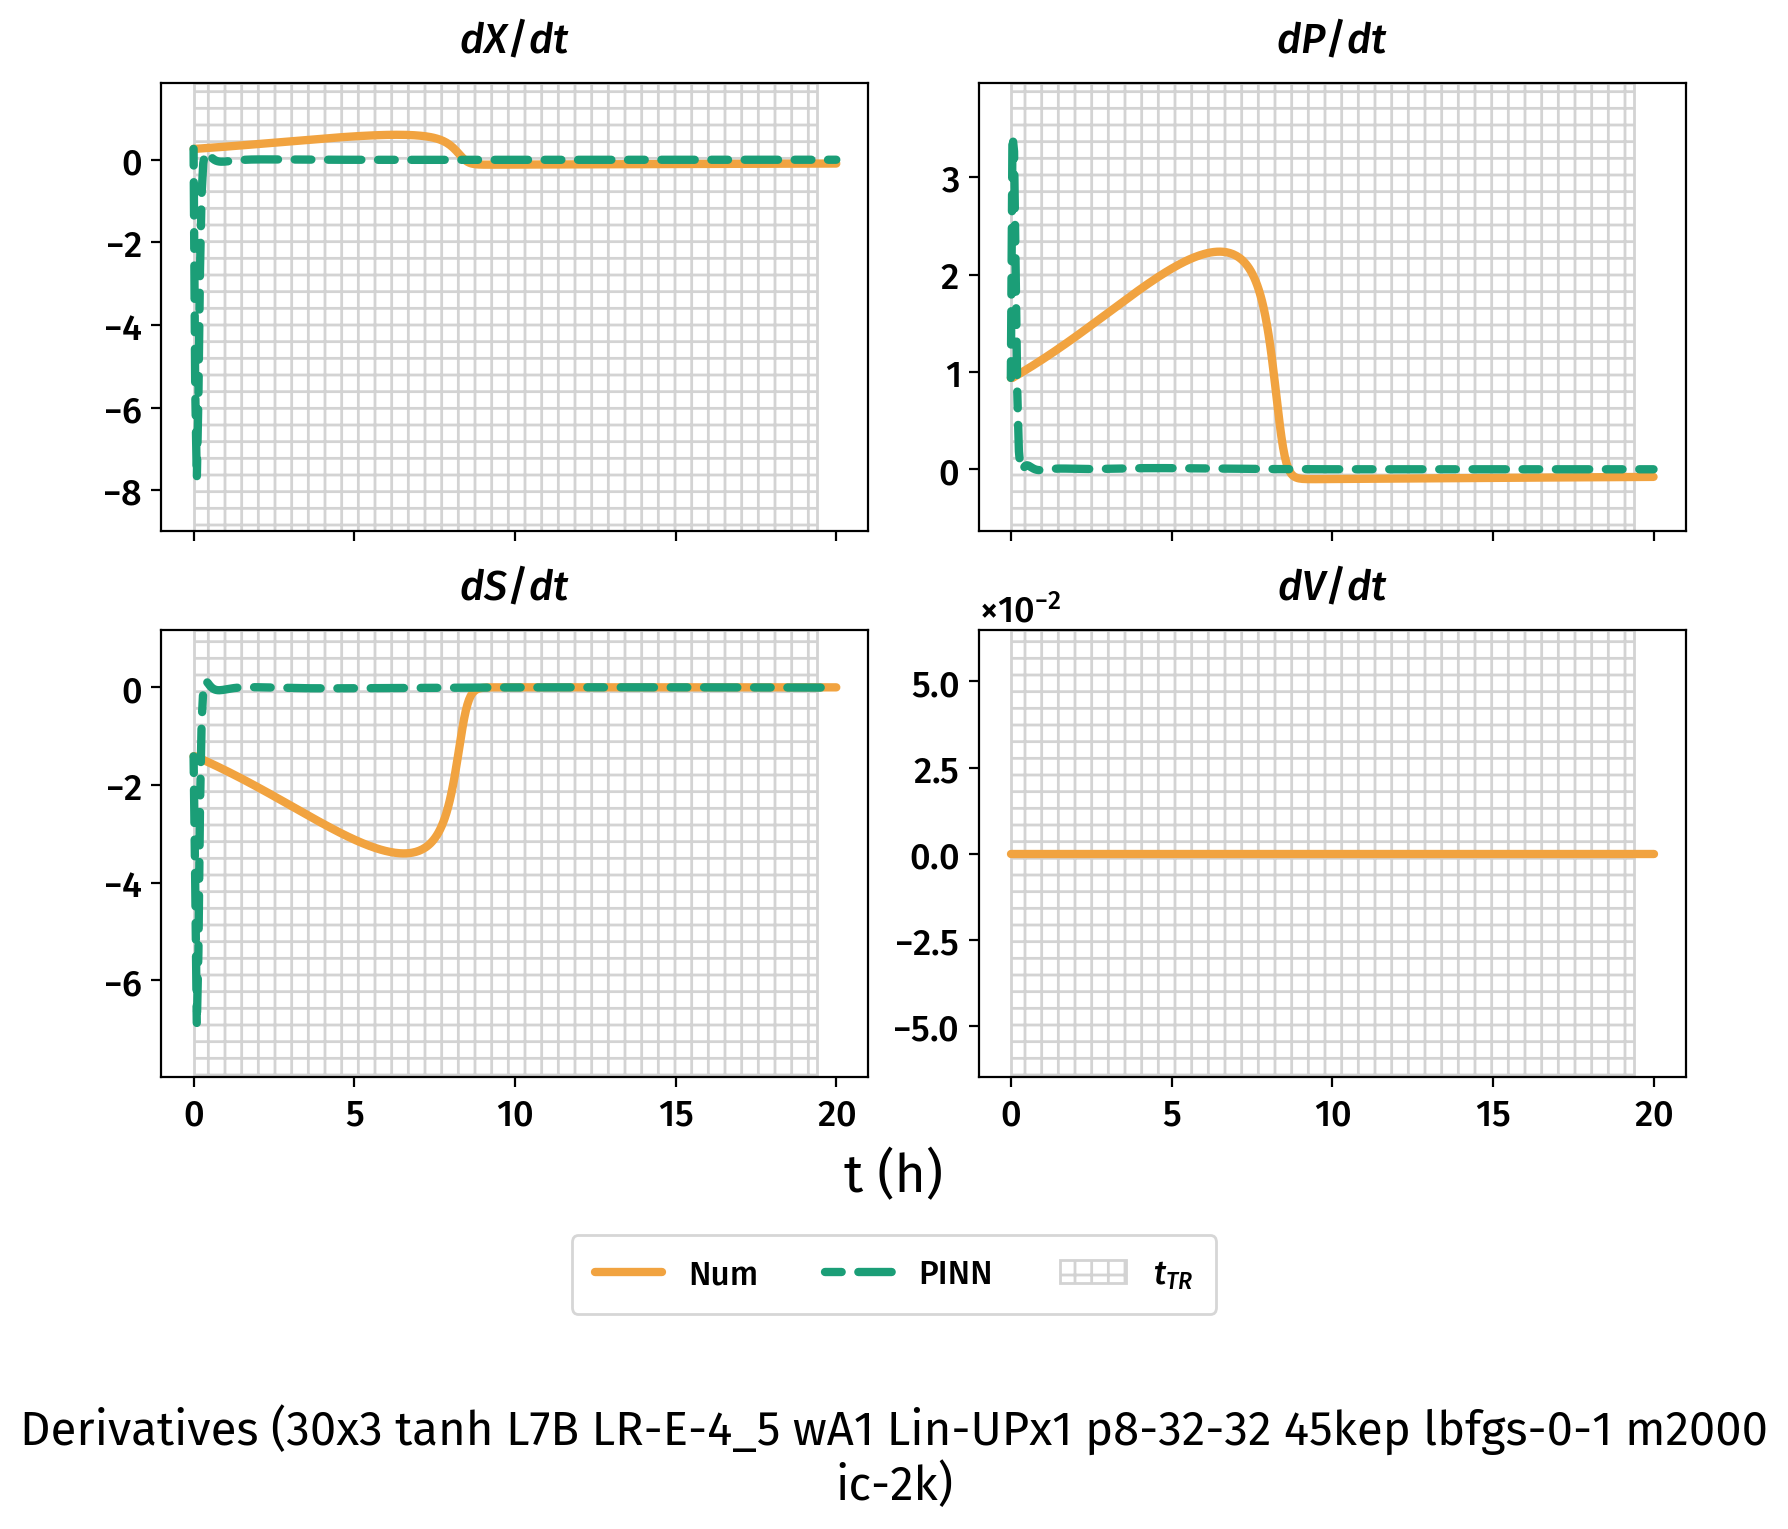 dX/dt
dP/dt
0
−2
−4
−6
−8
3
2
1
0
dS/dt
dV/dt
×10⁻²
0
−2
−4
−6
5.0
2.5
0.0
−2.5
−5.0
0 5 10 15 20
0 5 10 15 20
t (h)
Num PINN t_TR
Derivatives (30x3 tanh L7B LR-E-4_5 wA1 Lin-UPx1 p8-32-32 45kep lbfgs-0-1 m2000
ic-2k)